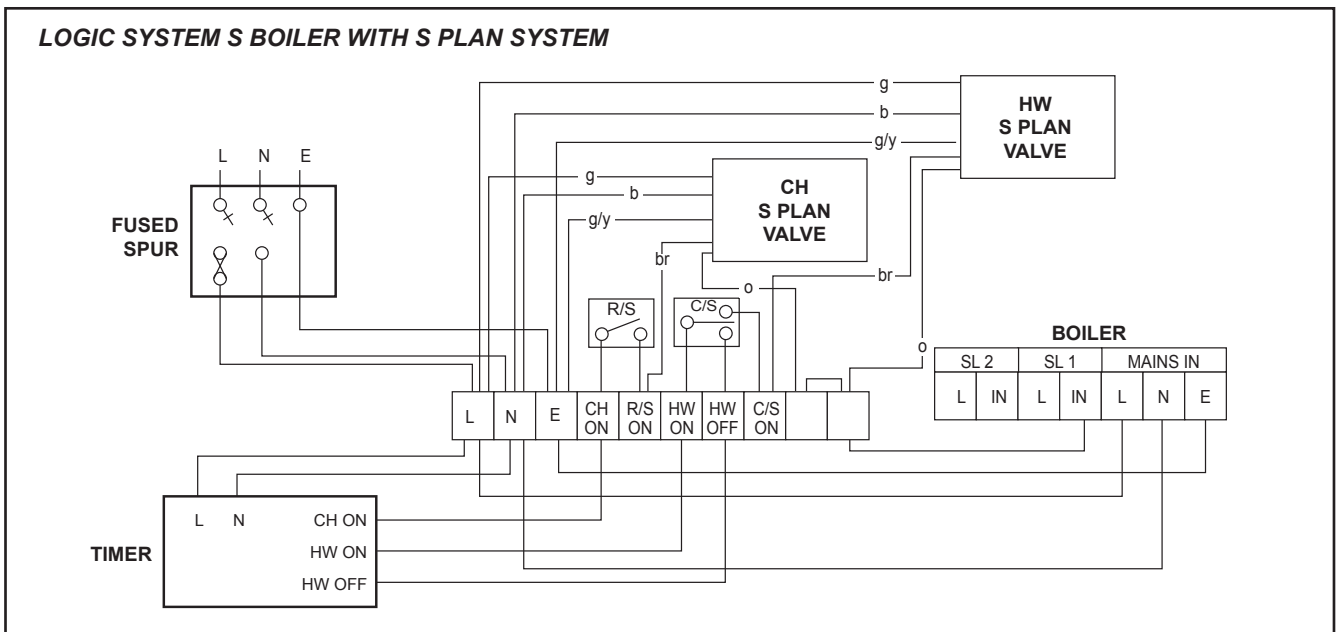 LOGIC SYSTEM S BOILER WITH S PLAN SYSTEM
g
b
g/y
HW
S PLAN
VALVE
L N E
FUSED
SPUR
g
b
g/y
br
o
CH
S PLAN
VALVE
br
o
R/S
C/S
BOILER
SL 2 SL 1 MAINS IN
L IN L IN L N E
L N E CH ON R/S ON HW ON HW OFF C/S ON
TIMER
L N CH ON
HW ON
HW OFF